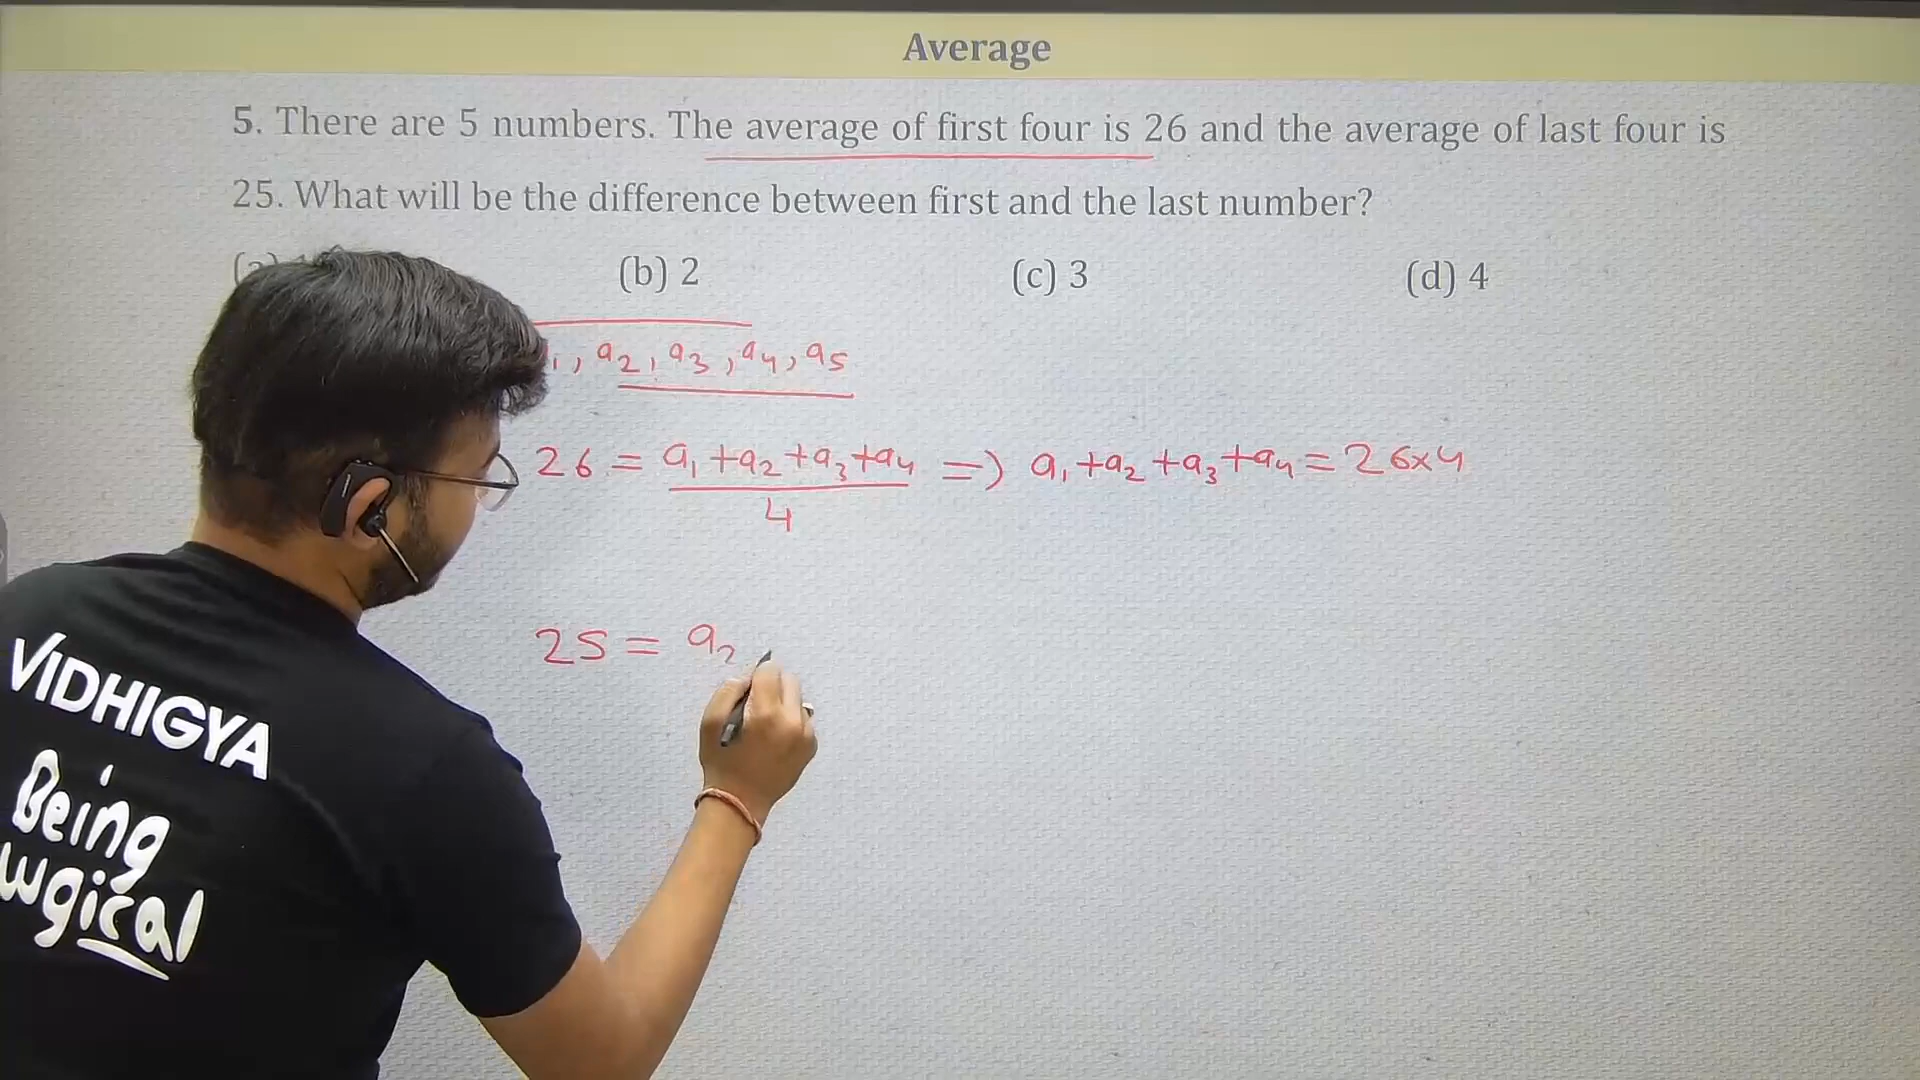 Average
5. There are 5 numbers. The average of first four is 26 and the average of last four is
25. What will be the difference between first and the last number?
(b) 2 (c) 3 (d) 4
₁, a₂, a₃, a₄, a₅
26 = a₁+a₂+a₃+a₄ => a₁+a₂+a₃+a₄=26x4
4
25 = a₂
VIDHIGYA
Being